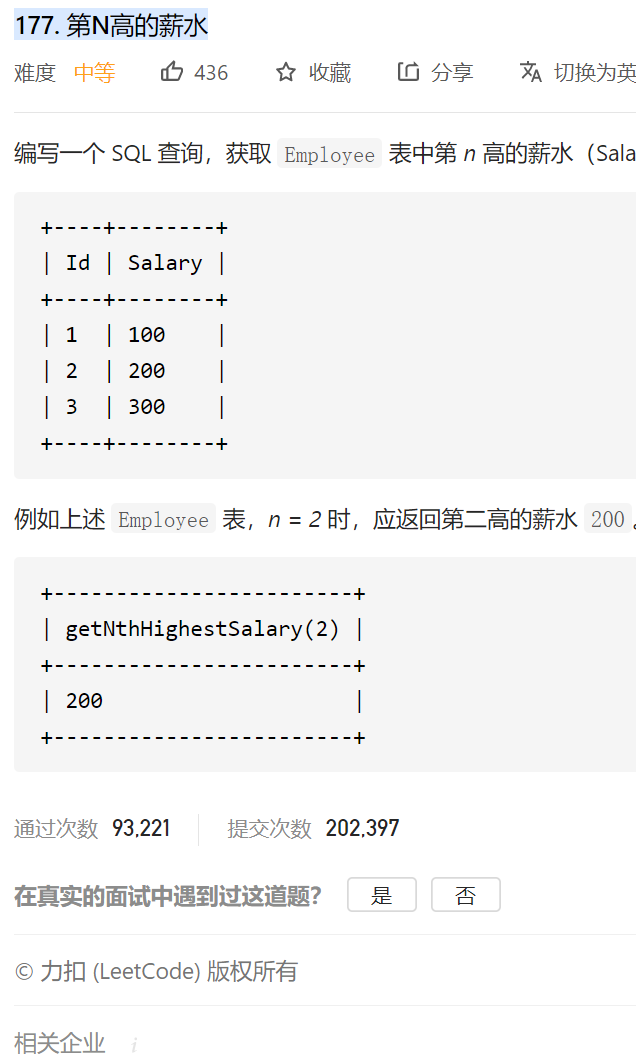 177. 第N高的薪水
难度 中等 436 收藏 分享 切换为英
编写一个 SQL 查询，获取 Employee 表中第 n 高的薪水（Sala
+----+--------+
| Id | Salary |
+----+--------+
| 1  | 100    |
| 2  | 200    |
| 3  | 300    |
+----+--------+
例如上述 Employee 表，n = 2 时，应返回第二高的薪水 200。
+------------------------+
| getNthHighestSalary(2) |
+------------------------+
| 200                    |
+------------------------+
通过次数 93,221 提交次数 202,397
在真实的面试中遇到过这道题？ 是 否
© 力扣 (LeetCode) 版权所有
相关企业 i